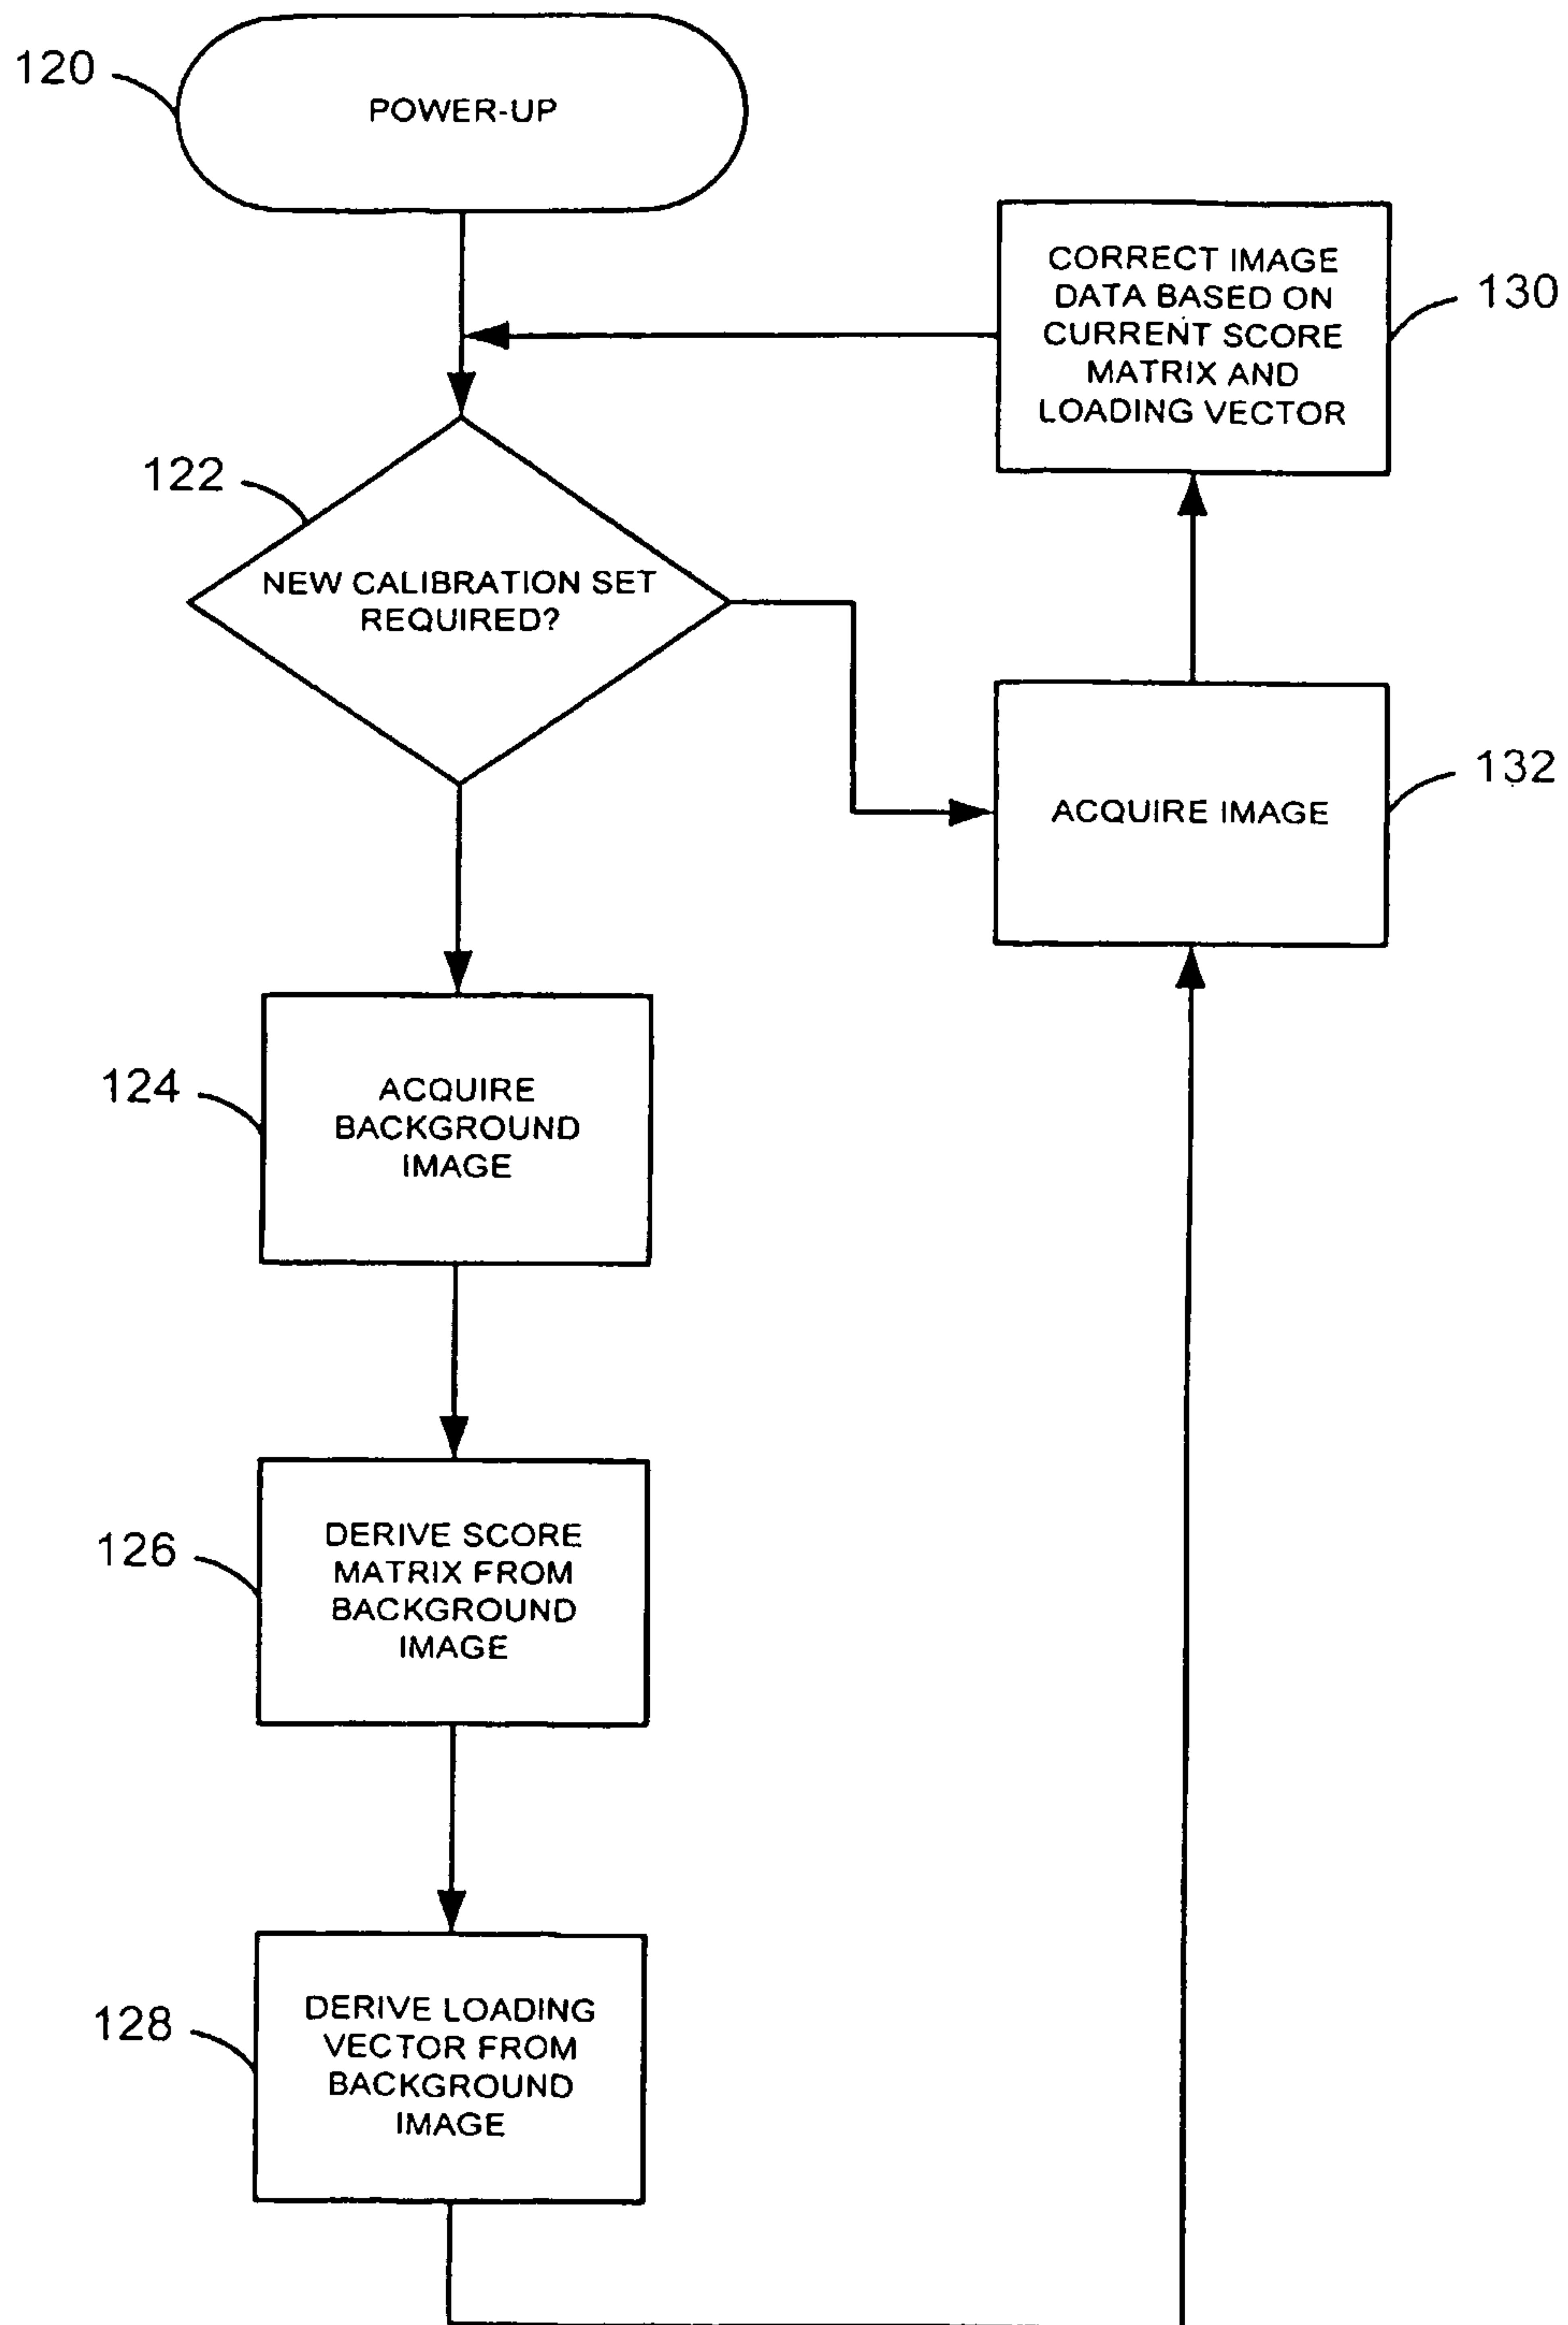 120
POWER-UP
CORRECT IMAGE
DATA BASED ON
CURRENT SCORE
MATRIX AND
LOADING VECTOR
130
122
NEW CALIBRATION SET
REQUIRED?
132
ACQUIRE IMAGE
124
ACQUIRE
BACKGROUND
IMAGE
126
DERIVE SCORE
MATRIX FROM
BACKGROUND
IMAGE
128
DERIVE LOADING
VECTOR FROM
BACKGROUND
IMAGE